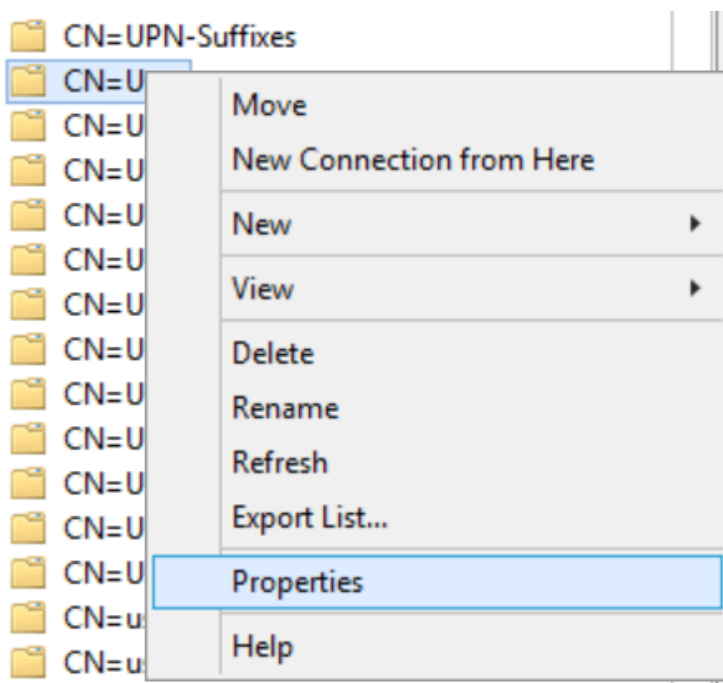 CN=UPN-Suffixes
CN=U
CN=U
CN=U
CN=U
CN=U
CN=U
CN=U
CN=U
CN=U
CN=U
CN=U
CN=U
CN=u
CN=u
Move
New Connection from Here
New
View
Delete
Rename
Refresh
Export List...
Properties
Help